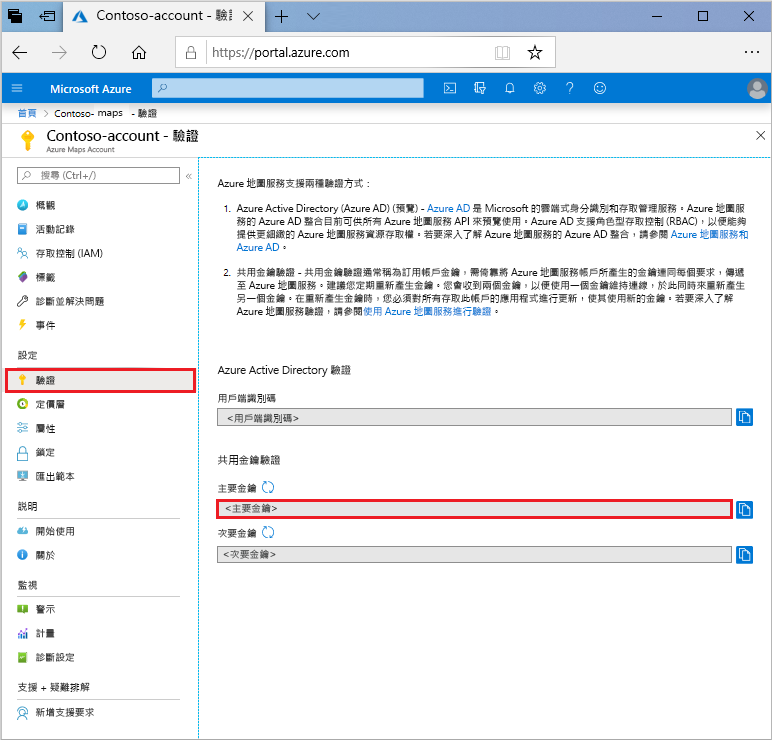 Contoso-account - 驗證
https://portal.azure.com
Microsoft Azure
首頁 > Contoso- maps - 驗證
Contoso-account - 驗證
Azure Maps Account
搜尋 (Ctrl+/)
概觀
活動記錄
存取控制 (IAM)
標籤
診斷並解決問題
事件
設定
驗證
定價層
屬性
鎖定
匯出範本
說明
開始使用
關於
監視
警示
計量
診斷設定
支援 + 疑難排解
新增支援要求
Azure 地圖服務支援兩種驗證方式：
1. Azure Active Directory (Azure AD) (預覽) - Azure AD 是 Microsoft 的雲端式身分識別和存取管理服務。Azure 地圖服
務的 Azure AD 整合目前可供所有 Azure 地圖服務 API 來預覽使用。Azure AD 支援角色型存取控制 (RBAC)，以便能夠
提供更細緻的 Azure 地圖服務資源存取權。若要深入了解 Azure 地圖服務的 Azure AD 整合，請參閱 Azure 地圖服務和
Azure AD。
2. 共用金鑰驗證 - 共用金鑰驗證通常稱為訂用帳戶金鑰，需倚靠將 Azure 地圖服務帳戶所產生的金鑰連同每個要求，傳遞
至 Azure 地圖服務。建議您定期重新產生金鑰。您會收到兩個金鑰，以便使用一個金鑰維持連線，於此同時來重新產生
另一個金鑰。在重新產生金鑰時，您必須對所有存取此帳戶的應用程式進行更新，使其使用新的金鑰。若要深入了解
Azure 地圖服務驗證，請參閱使用 Azure 地圖服務進行驗證。
Azure Active Directory 驗證
用戶端識別碼
<用戶端識別碼>
共用金鑰驗證
主要金鑰
<主要金鑰>
次要金鑰
<次要金鑰>